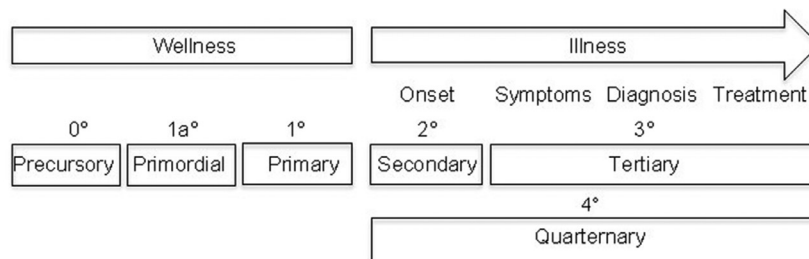 Wellness Illness
Onset Symptoms Diagnosis Treatment
0° 1a° 1° 2° 3°
Precursory Primordial Primary Secondary Tertiary
4°
Quarternary